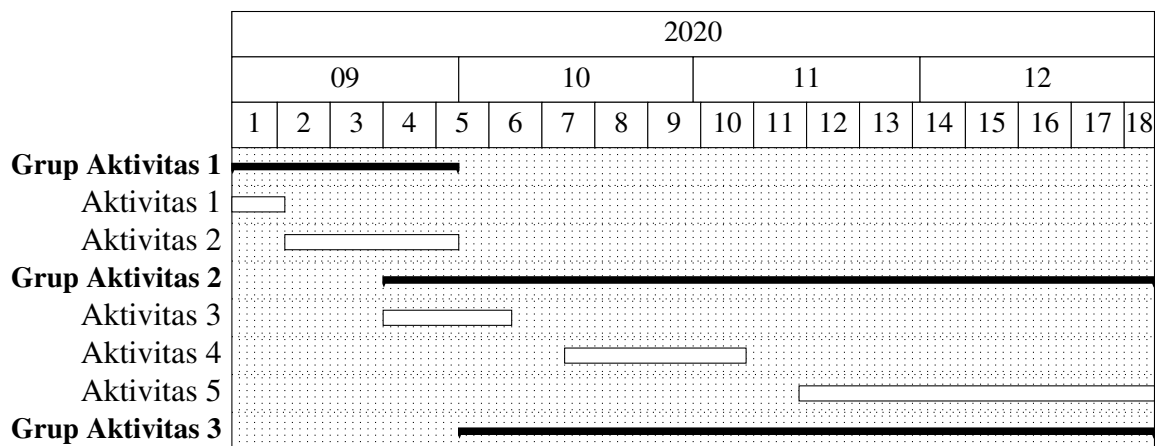 2020
09 10 11 12
1 2 3 4 5 6 7 8 9 10 11 12 13 14 15 16 17 18
Grup Aktivitas 1
Aktivitas 1
Aktivitas 2
Grup Aktivitas 2
Aktivitas 3
Aktivitas 4
Aktivitas 5
Grup Aktivitas 3